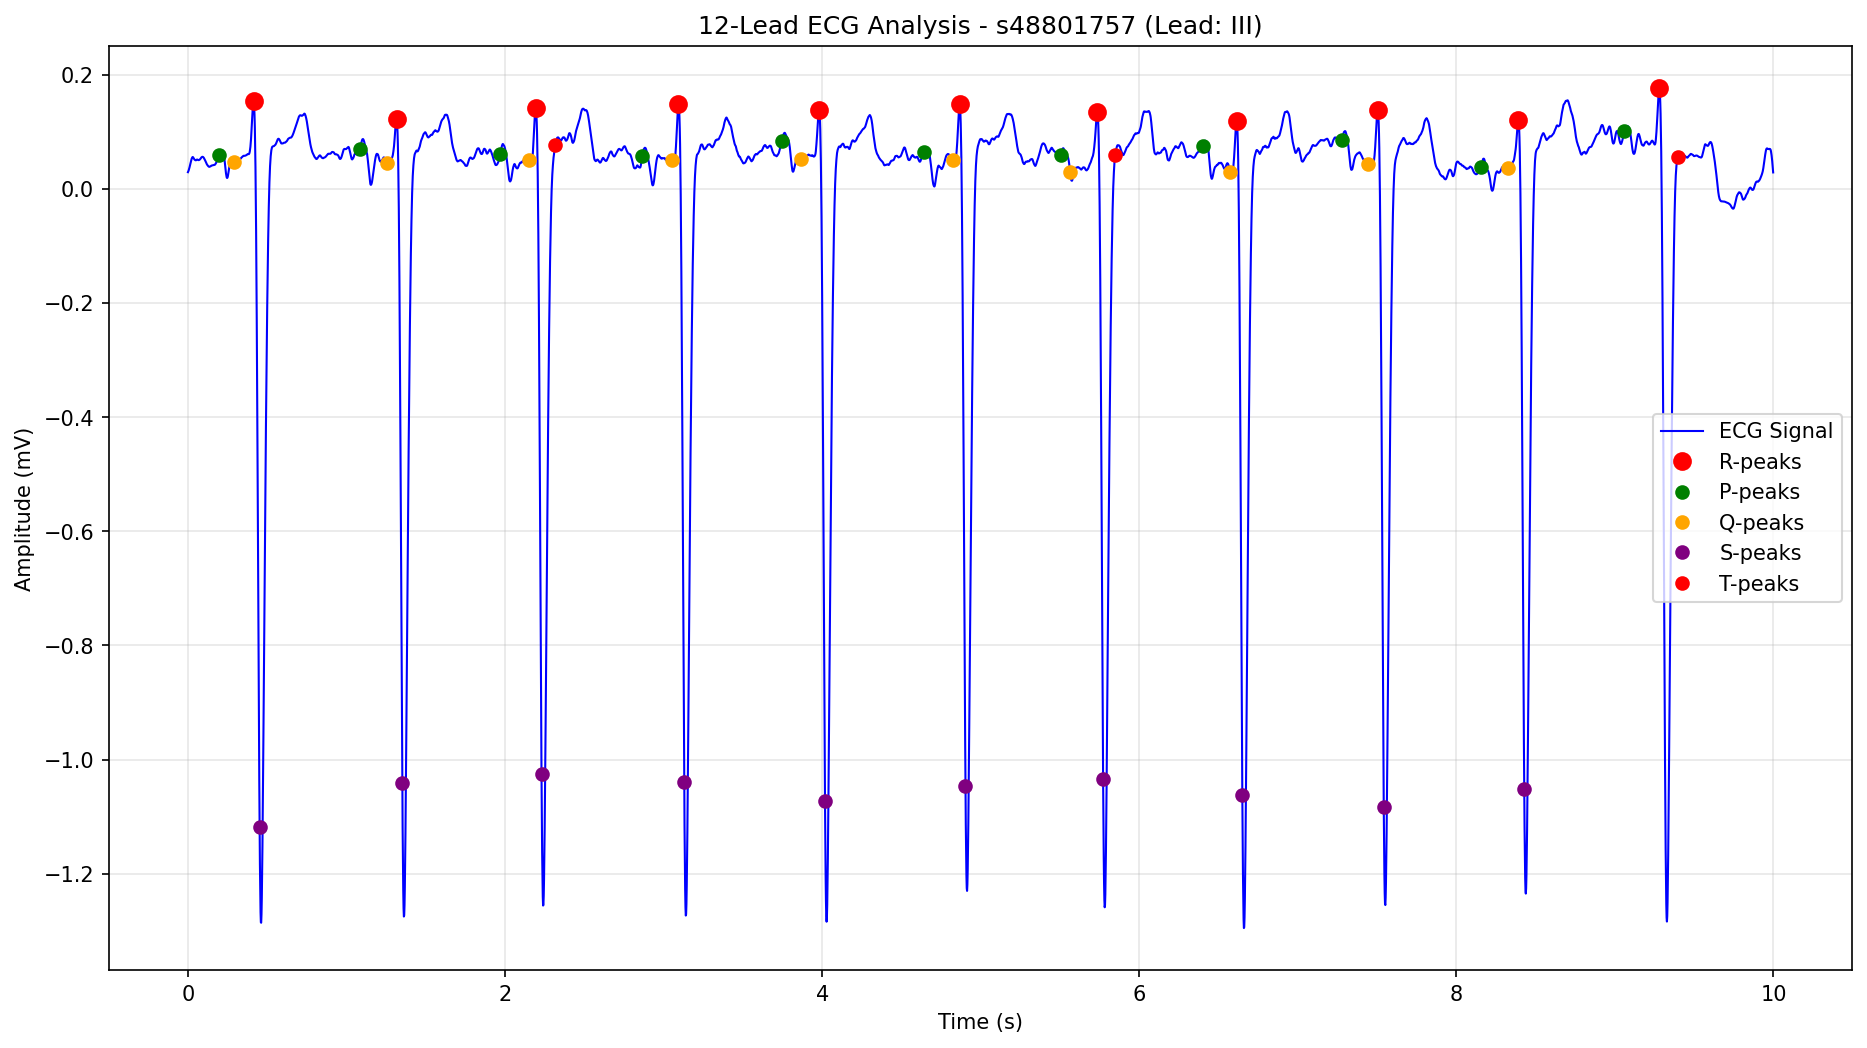 12-Lead ECG Analysis - s48801757 (Lead: III)
Amplitude (mV)
0.2
0.0
−0.2
−0.4
−0.6
−0.8
−1.0
−1.2
ECG Signal
R-peaks
P-peaks
Q-peaks
S-peaks
T-peaks
0 2 4 6 8 10
Time (s)